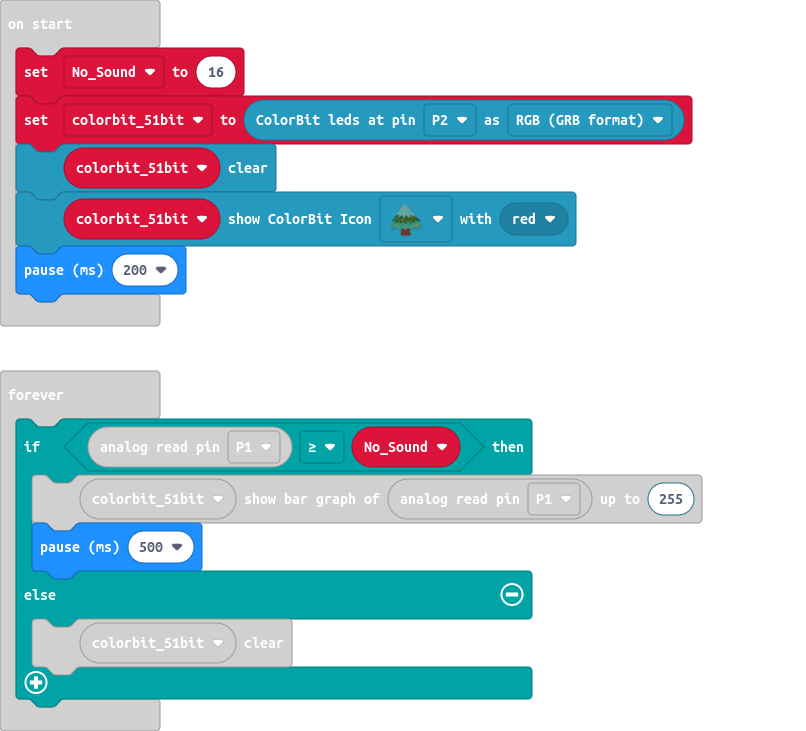 on start
set No_Sound to 16
set colorbit_51bit to ColorBit leds at pin P2 as RGB (GRB format)
colorbit_51bit clear
colorbit_51bit show ColorBit Icon with red
pause (ms) 200
forever
if analog read pin P1 ≥ No_Sound then
colorbit_51bit show bar graph of analog read pin P1 up to 255
pause (ms) 500
else
colorbit_51bit clear